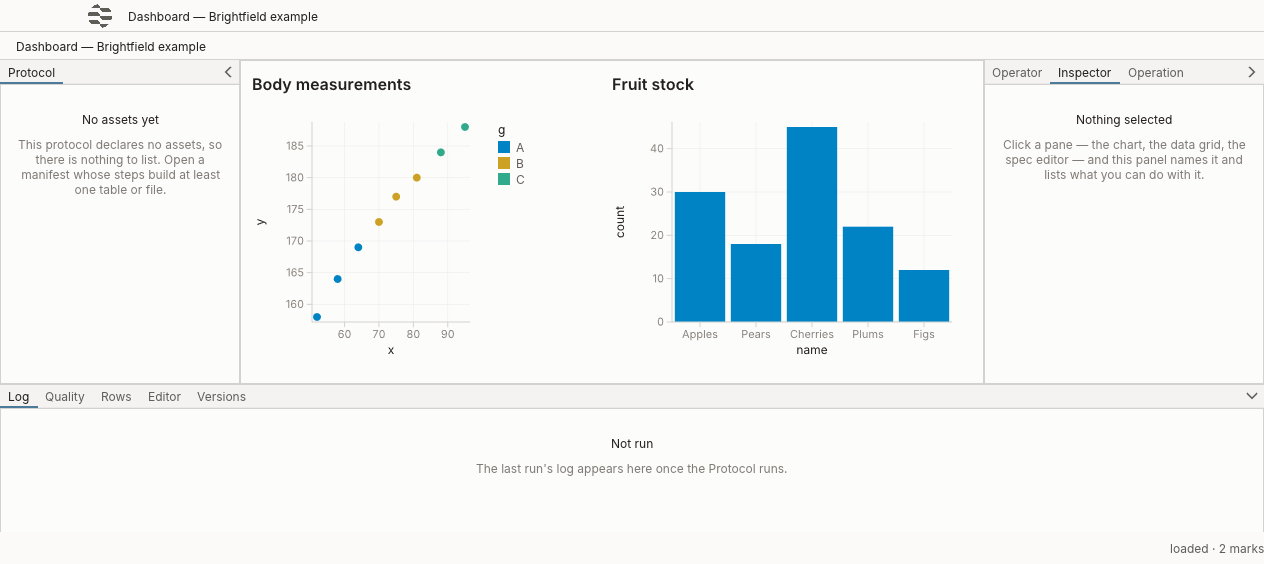 Dashboard — Brightfield example
Dashboard — Brightfield example
Protocol
No assets yet
This protocol declares no assets, so
there is nothing to list. Open a
manifest whose steps build at least
one table or file.
Body measurements
y
185
180
175
170
165
160
60 70 80 90
x
g
A
B
C
Fruit stock
count
40
30
20
10
0
Apples Pears Cherries Plums Figs
name
Operator Inspector Operation
Nothing selected
Click a pane — the chart, the data grid, the
spec editor — and this panel names it and
lists what you can do with it.
Log Quality Rows Editor Versions
Not run
The last run's log appears here once the Protocol runs.
loaded · 2 marks